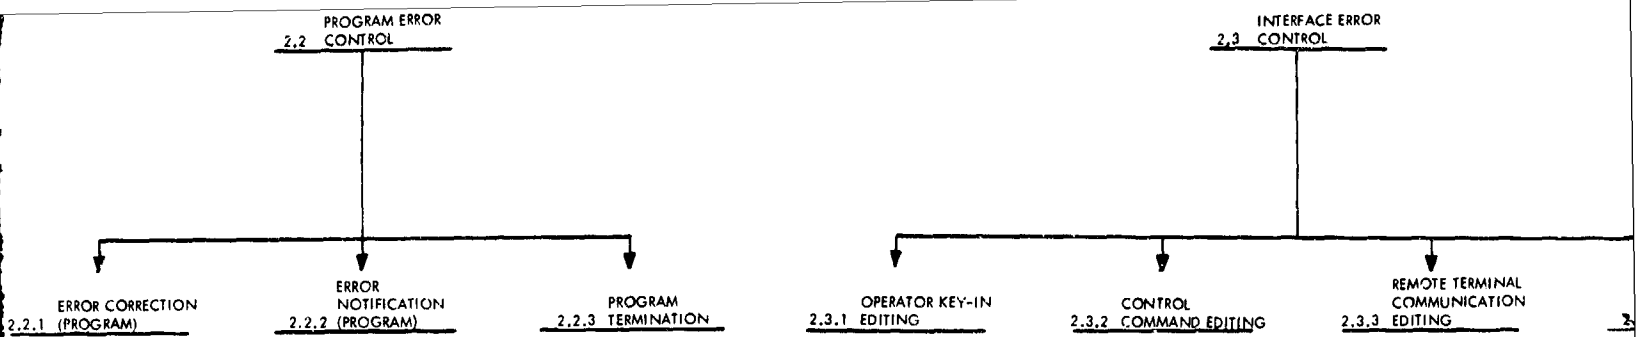 PROGRAM ERROR
2.2 CONTROL
INTERFACE ERROR
2.3 CONTROL
ERROR CORRECTION
2.2.1 (PROGRAM)
ERROR
NOTIFICATION
2.2.2 (PROGRAM)
PROGRAM
2.2.3 TERMINATION
OPERATOR KEY-IN
2.3.1 EDITING
CONTROL
2.3.2 COMMAND EDITING
REMOTE TERMINAL
COMMUNICATION
2.3.3 EDITING